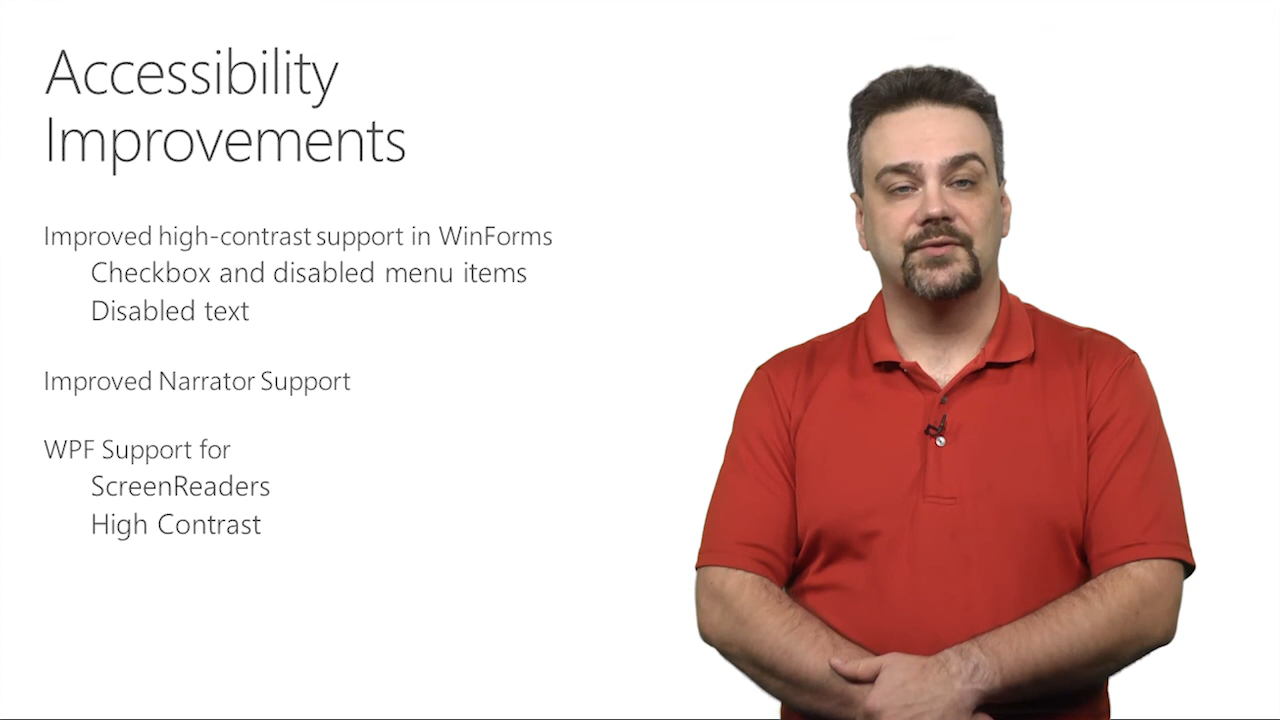 Accessibility
Improvements
Improved high-contrast support in WinForms
Checkbox and disabled menu items
Disabled text
Improved Narrator Support
WPF Support for
ScreenReaders
High Contrast